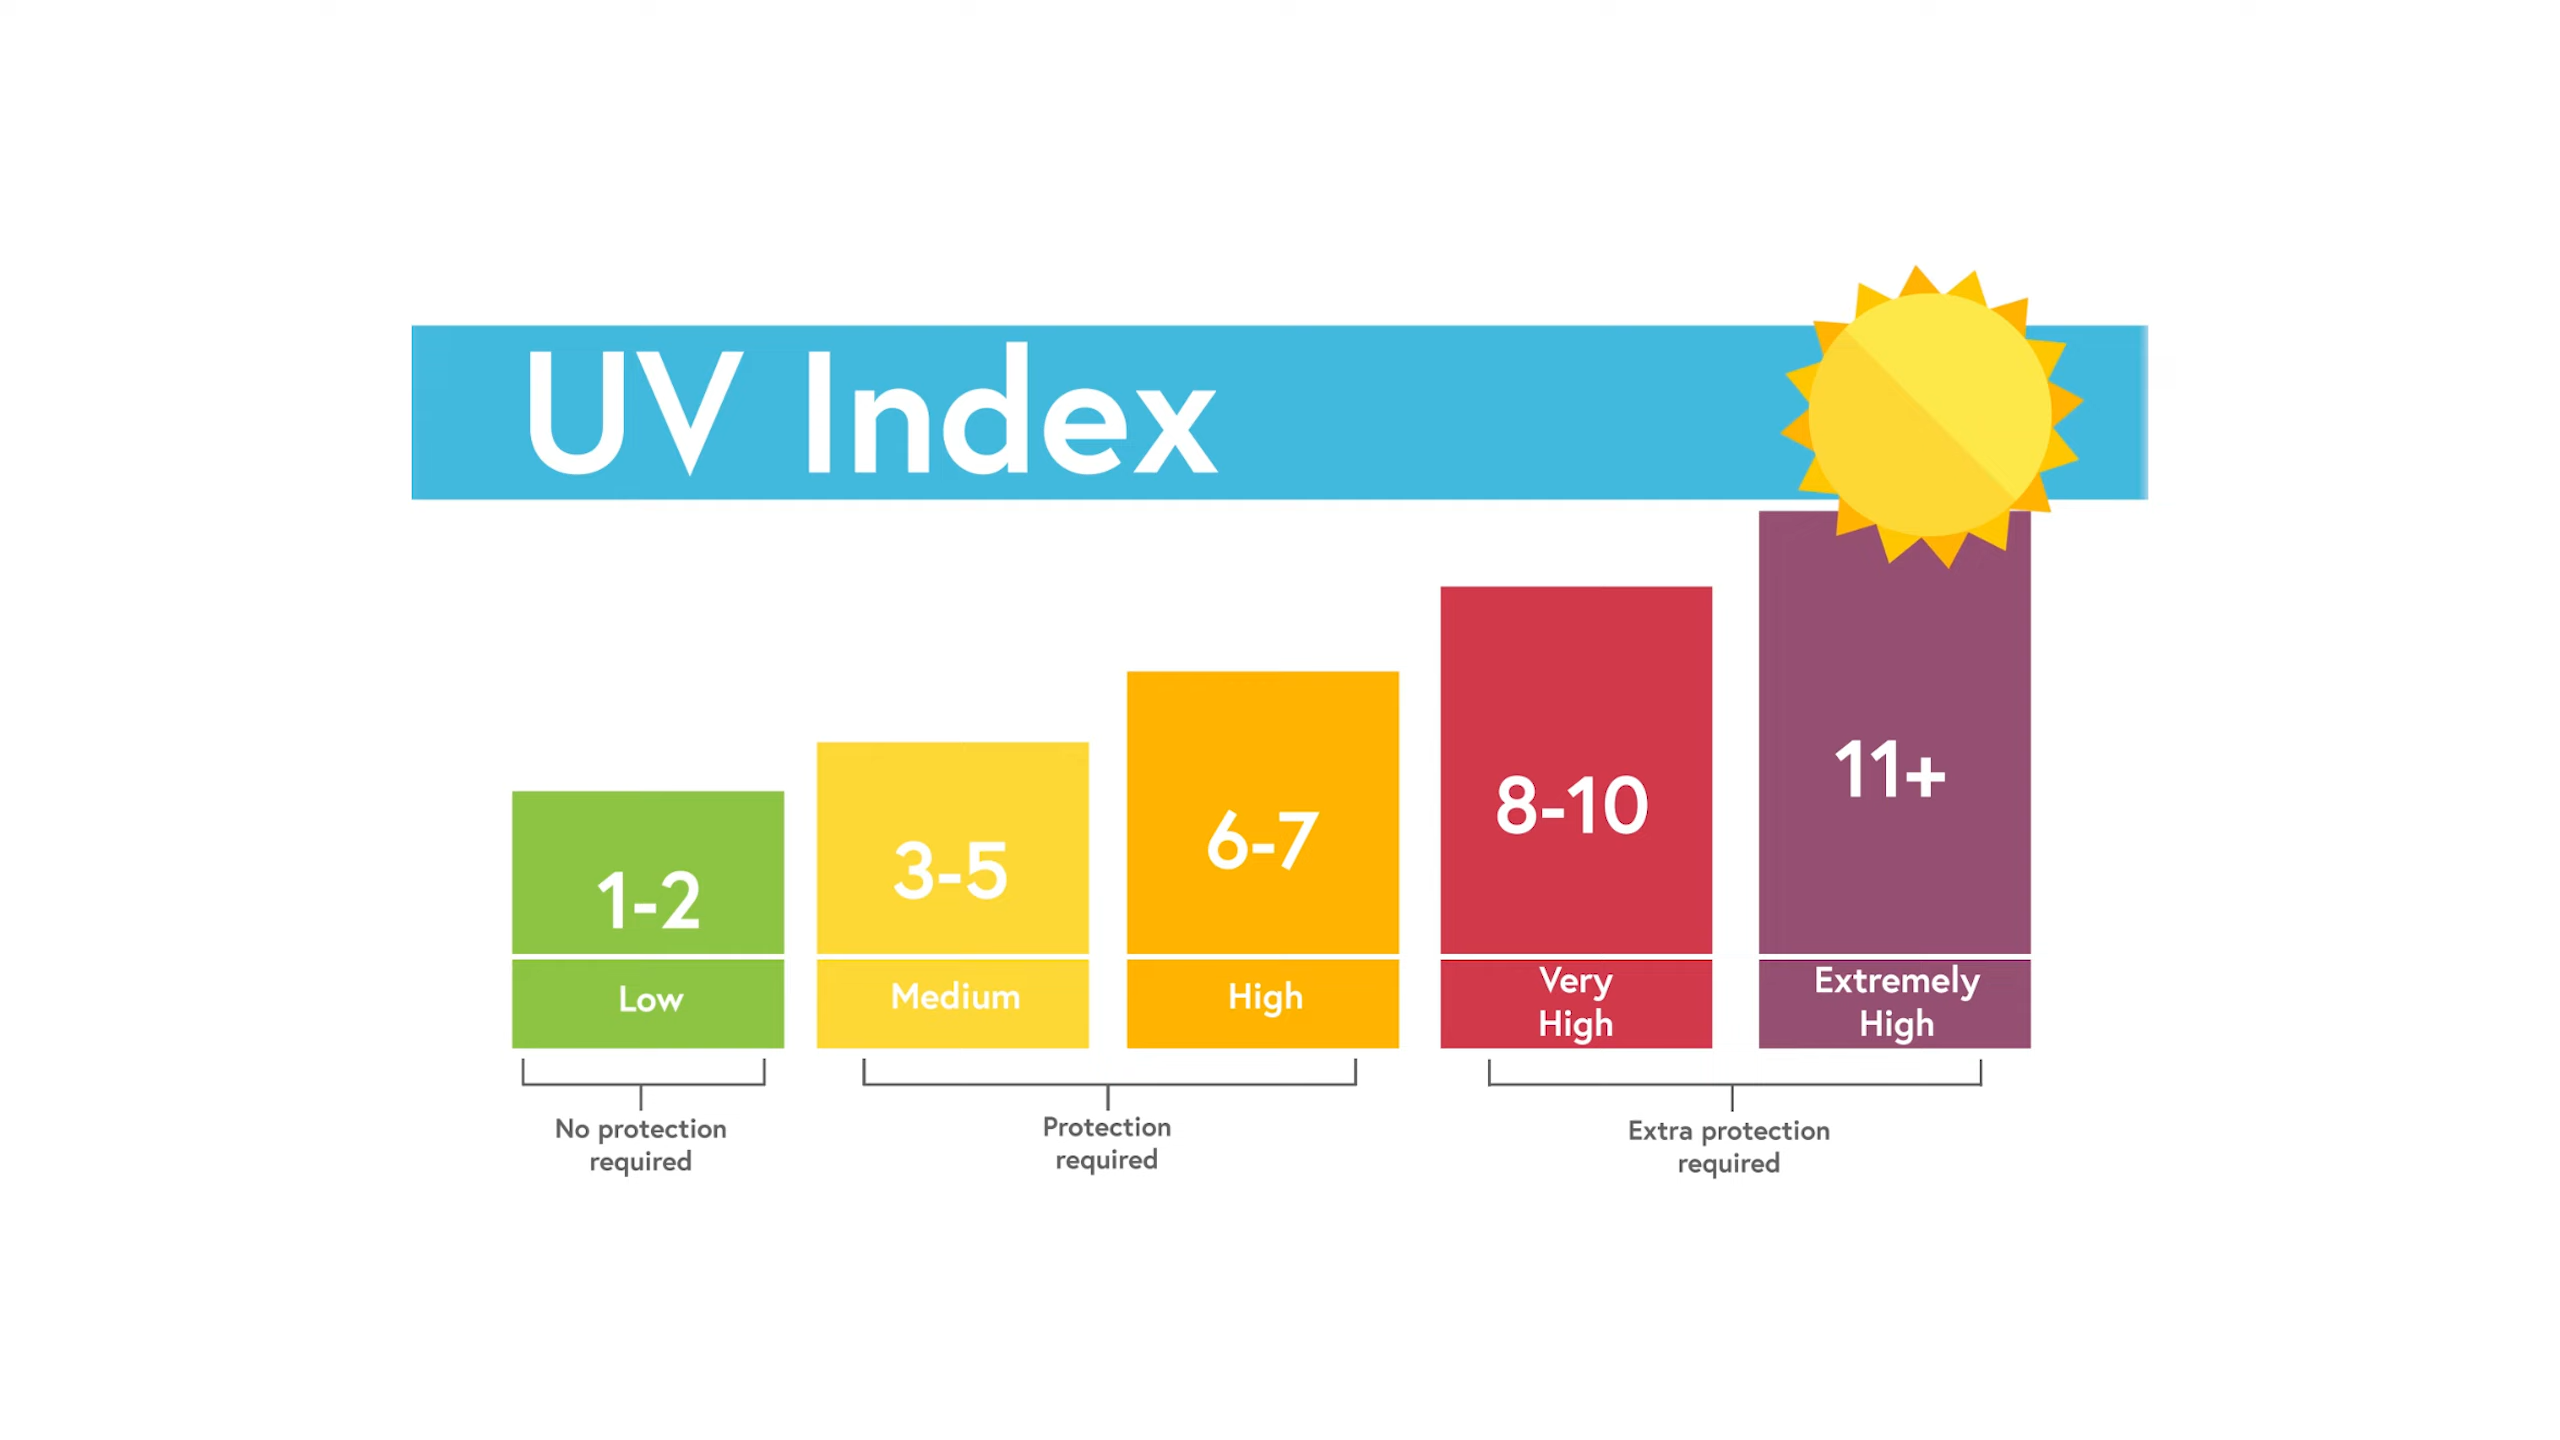 UV Index
1-2
3-5
6-7
8-10
11+
Low
Medium
High
Very
High
Extremely
High
No protection
required
Protection
required
Extra protection
required